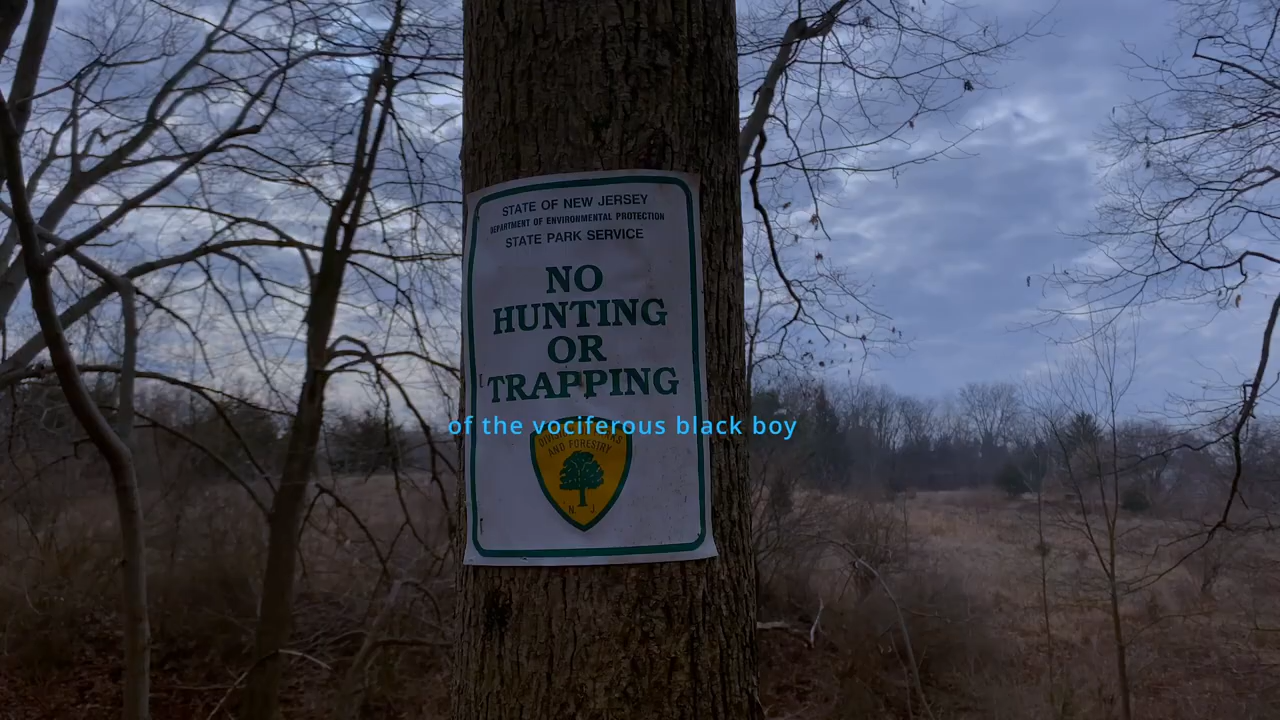 STATE OF NEW JERSEY
DEPARTMENT OF ENVIRONMENTAL PROTECTION
STATE PARK SERVICE
NO
HUNTING
OR
TRAPPING
of the vociferous black boy
AND FORESTRY
N. J.